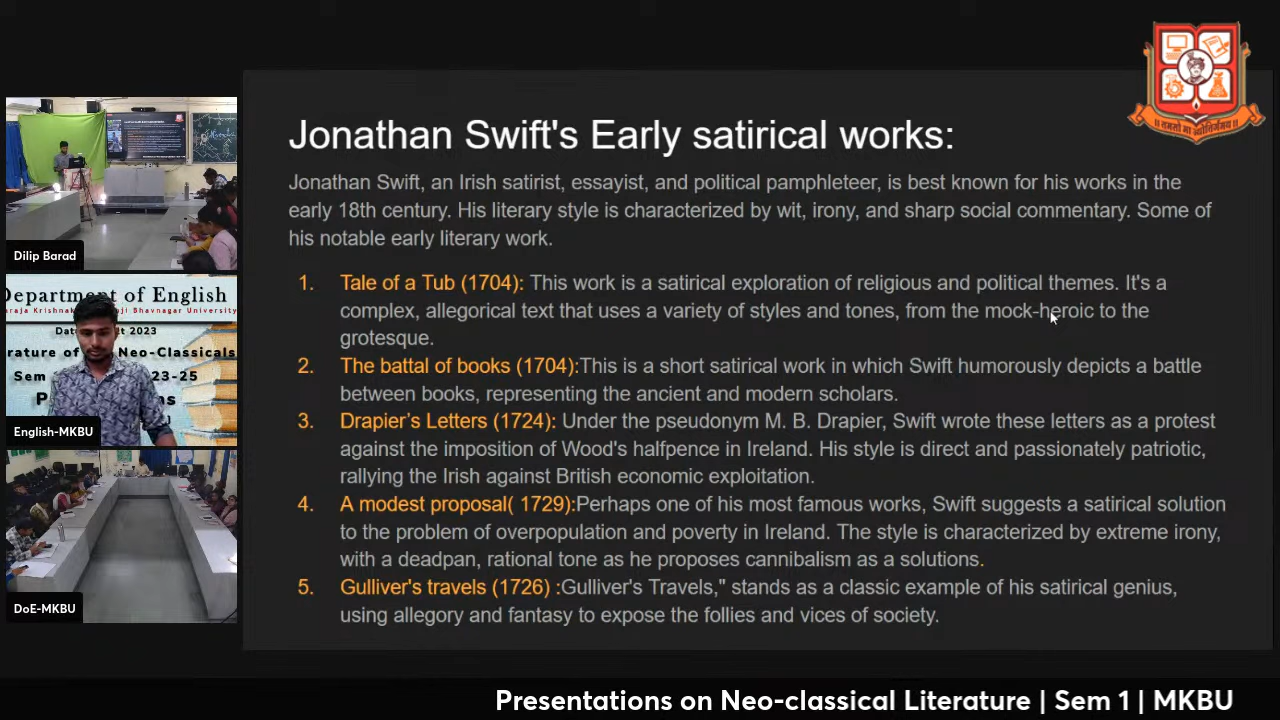 Jonathan Swift's Early satirical works:
Jonathan Swift, an Irish satirist, essayist, and political pamphleteer, is best known for his works in the
early 18th century. His literary style is characterized by wit, irony, and sharp social commentary. Some of
his notable early literary work.
1. Tale of a Tub (1704): This work is a satirical exploration of religious and political themes. It's a
complex, allegorical text that uses a variety of styles and tones, from the mock-heroic to the
grotesque.
2. The battal of books (1704):This is a short satirical work in which Swift humorously depicts a battle
between books, representing the ancient and modern scholars.
3. Drapier’s Letters (1724): Under the pseudonym M. B. Drapier, Swift wrote these letters as a protest
against the imposition of Wood's halfpence in Ireland. His style is direct and passionately patriotic,
rallying the Irish against British economic exploitation.
4. A modest proposal( 1729):Perhaps one of his most famous works, Swift suggests a satirical solution
to the problem of overpopulation and poverty in Ireland. The style is characterized by extreme irony,
with a deadpan, rational tone as he proposes cannibalism as a solutions.
5. Gulliver's travels (1726) :Gulliver's Travels," stands as a classic example of his satirical genius,
using allegory and fantasy to expose the follies and vices of society.
Dilip Barad
Department of English
Bhavnagar University
2023
Neo-Classicals
Sem
23-25
English-MKBU
DoE-MKBU
Presentations on Neo-classical Literature | Sem 1 | MKBU